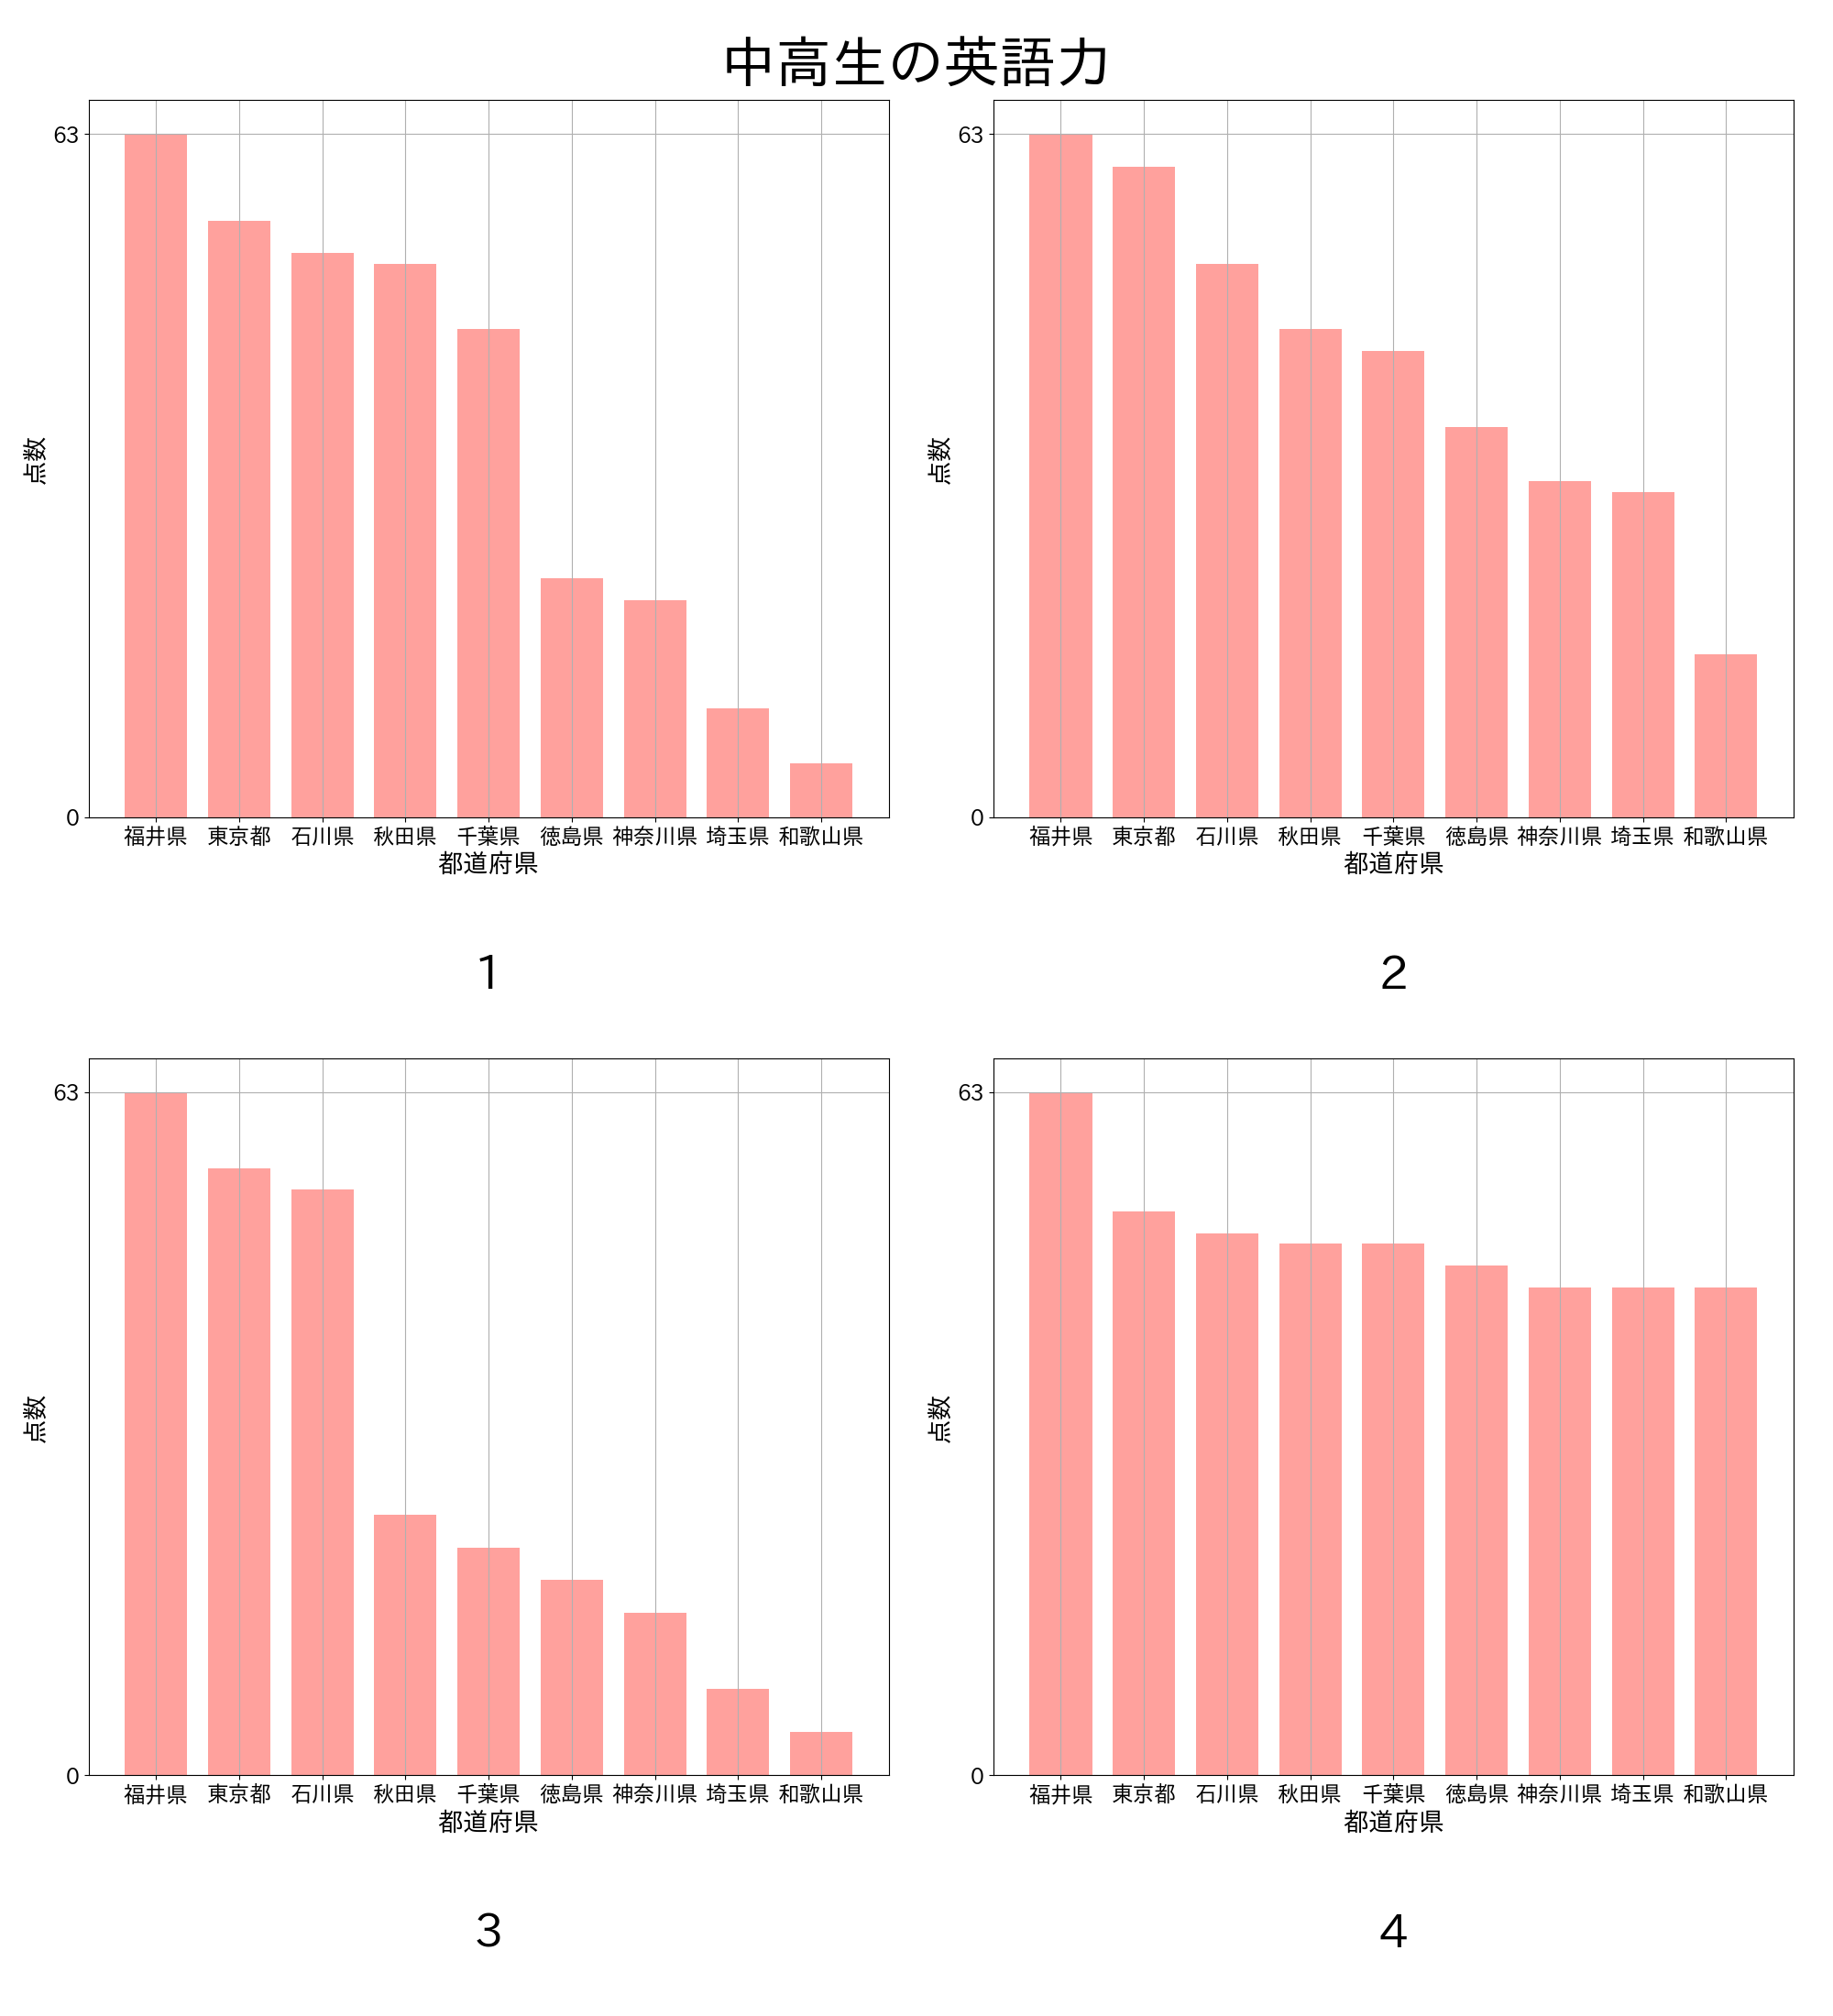 中高生の英語力
63
0
点数
福井県 東京都 石川県 秋田県 千葉県 徳島県 神奈川県 埼玉県 和歌山県
都道府県
1
63
0
点数
福井県 東京都 石川県 秋田県 千葉県 徳島県 神奈川県 埼玉県 和歌山県
都道府県
2
63
0
点数
福井県 東京都 石川県 秋田県 千葉県 徳島県 神奈川県 埼玉県 和歌山県
都道府県
3
63
0
点数
福井県 東京都 石川県 秋田県 千葉県 徳島県 神奈川県 埼玉県 和歌山県
都道府県
4